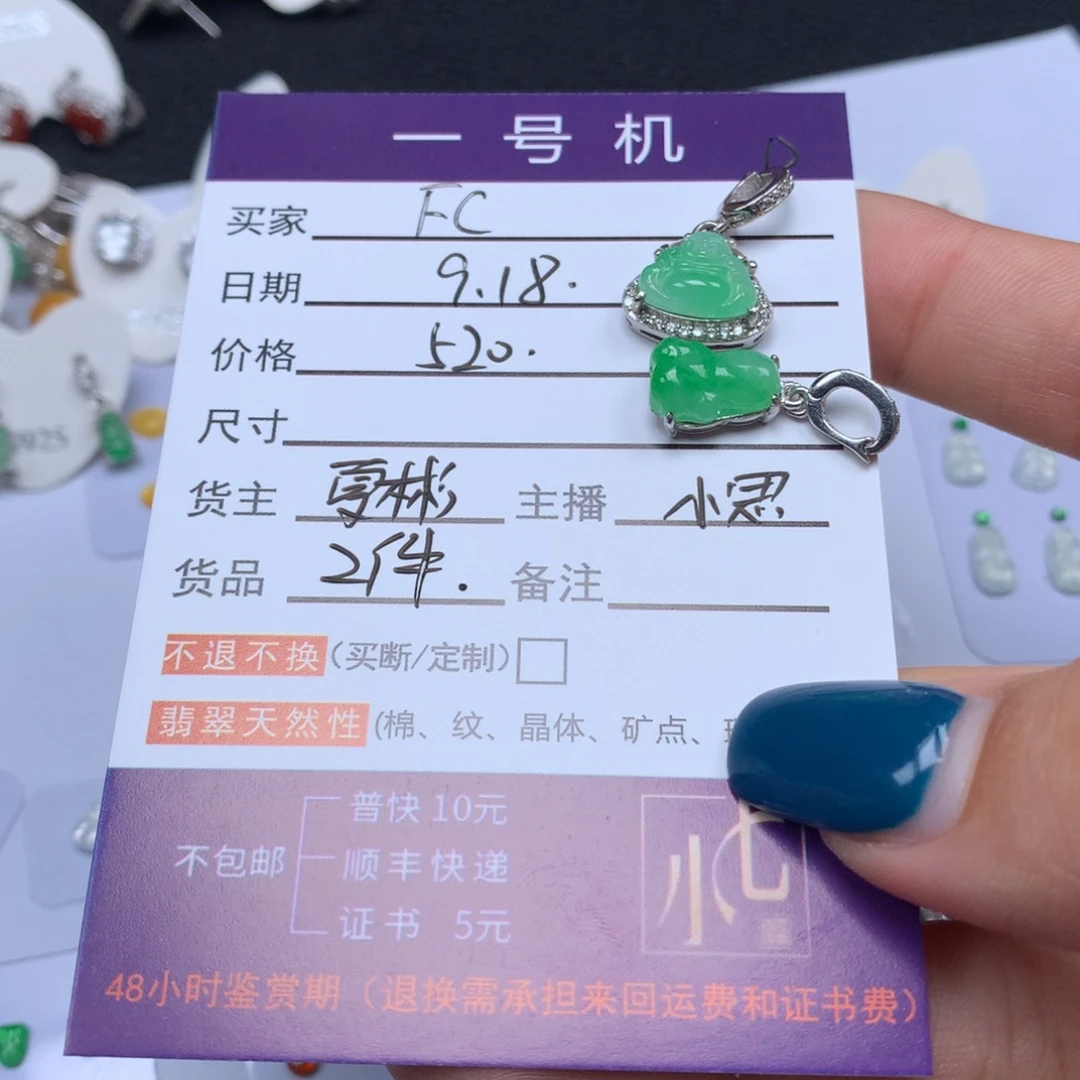 一号机
买家 FC
日期 9.18.
价格 520.
尺寸
货主 夏彬 主播 小思
货品 2件. 备注
不退不换(买断/定制)
翡翠天然性(棉、纹、晶体、矿点、
普快 10元
不包邮 顺丰快递
证书 5元
小七
48小时鉴赏期（退换需承担来回运费和证书费）
925